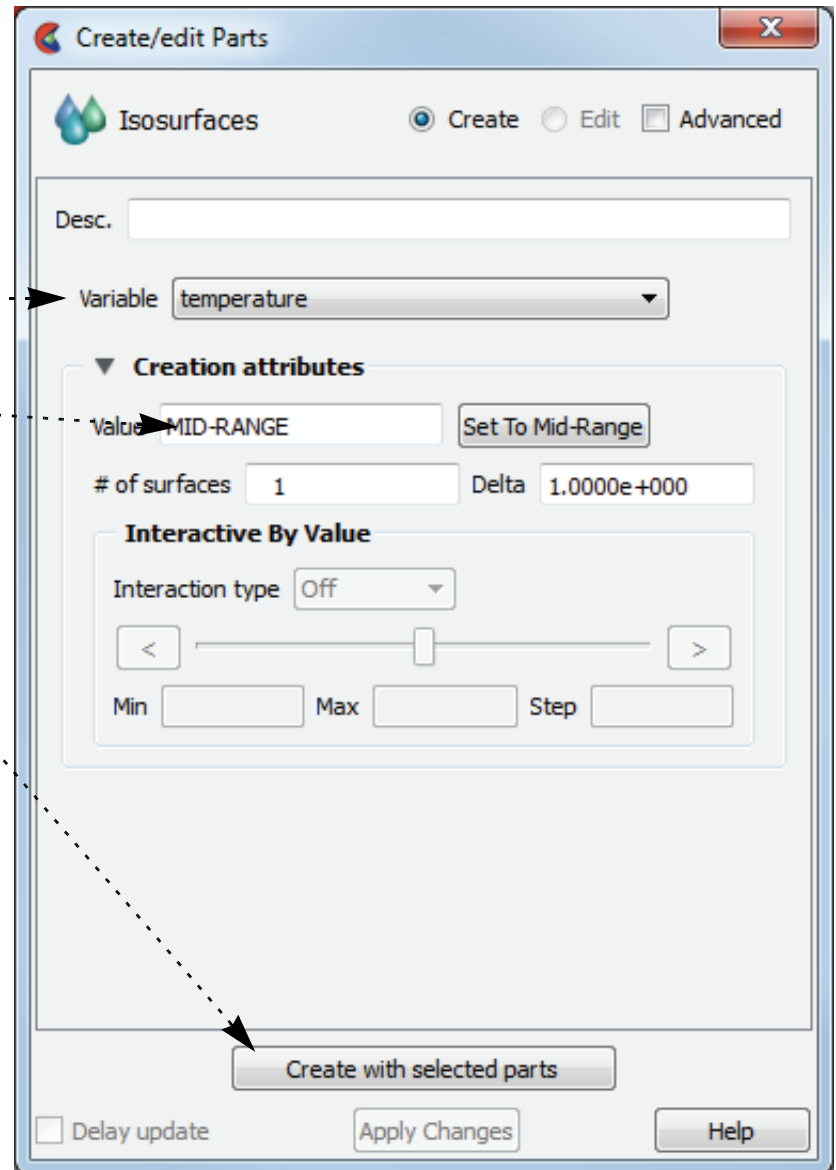 Create/edit Parts
Isosurfaces Create Edit Advanced
Desc.
Variable temperature
Creation attributes
Value MID-RANGE Set To Mid-Range
# of surfaces 1 Delta 1.0000e+000
Interactive By Value
Interaction type Off
< >
Min Max Step
Create with selected parts
Delay update Apply Changes Help